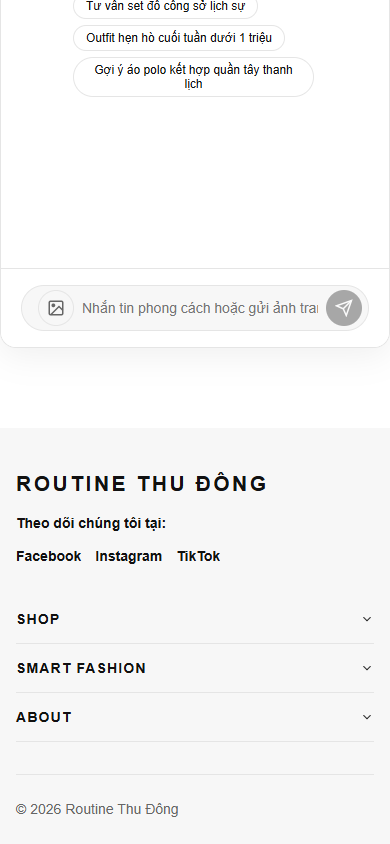 Tư vấn set đồ công sở lịch sự
Outfit hẹn hò cuối tuần dưới 1 triệu
Gợi ý áo polo kết hợp quần tây thanh
lịch
Nhắn tin phong cách hoặc gửi ảnh tran
ROUTINE THU ĐÔNG
Theo dõi chúng tôi tại:
Facebook Instagram TikTok
SHOP
SMART FASHION
ABOUT
© 2026 Routine Thu Đông